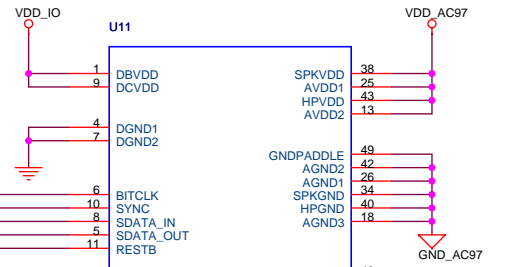 VDD_IO
VDD_AC97
U11
1 DBVDD
9 DCVDD
4 DGND1
7 DGND2
6 BITCLK
10 SYNC
8 SDATA_IN
5 SDATA_OUT
11 RESTB
SPKVDD 38
AVDD1 25
HPVDD 43
AVDD2 13
GNDPADDLE 49
AGND2 42
AGND1 26
SPKGND 34
HPGND 40
AGND3 18
GND_AC97